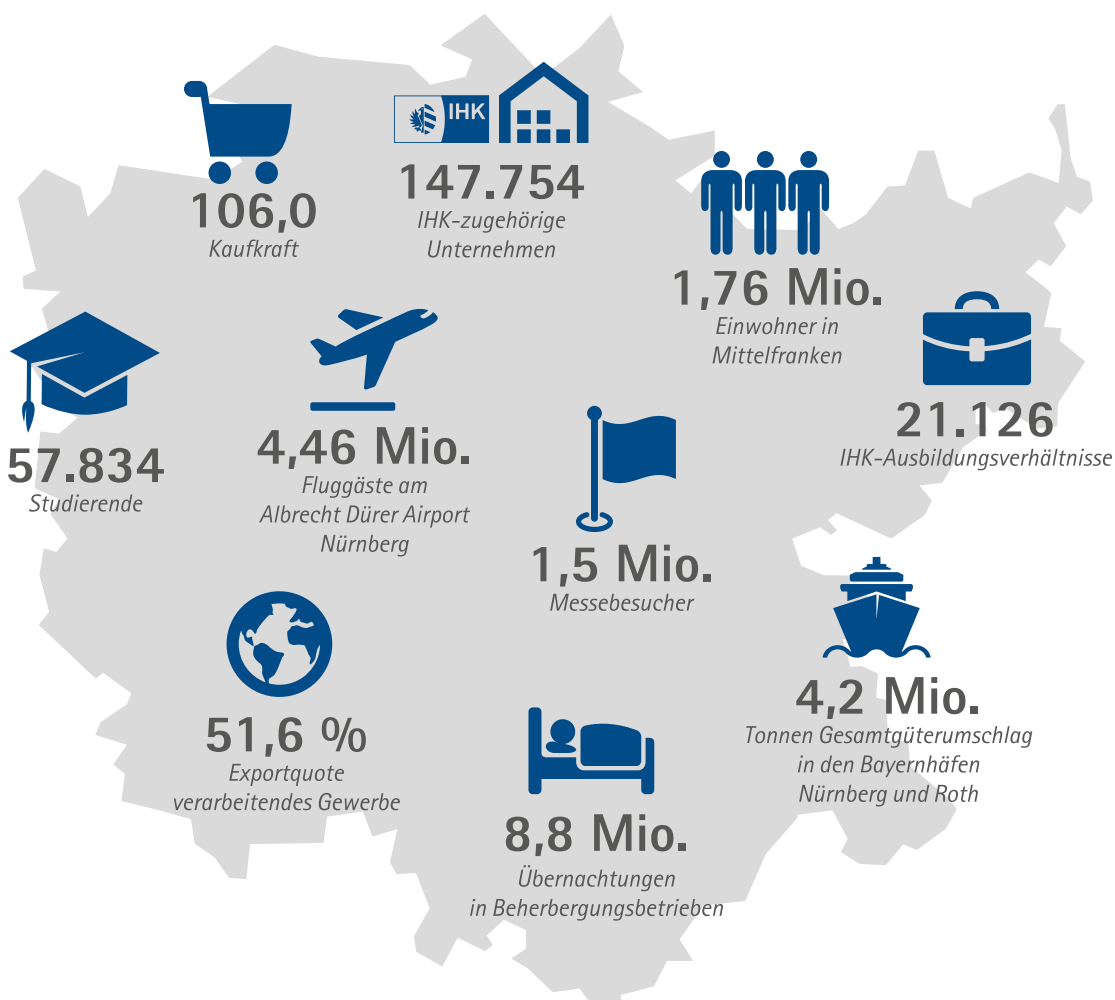 IHK
106,0
Kaufkraft
147.754
IHK-zugehörige
Unternehmen
1,76 Mio.
Einwohner in
Mittelfranken
57.834
Studierende
4,46 Mio.
Fluggäste am
Albrecht Dürer Airport
Nürnberg
21.126
IHK-Ausbildungsverhältnisse
1,5 Mio.
Messebesucher
51,6 %
Exportquote
verarbeitendes Gewerbe
4,2 Mio.
Tonnen Gesamtgüterumschlag
in den Bayernhäfen
Nürnberg und Roth
8,8 Mio.
Übernachtungen
in Beherbergungsbetrieben